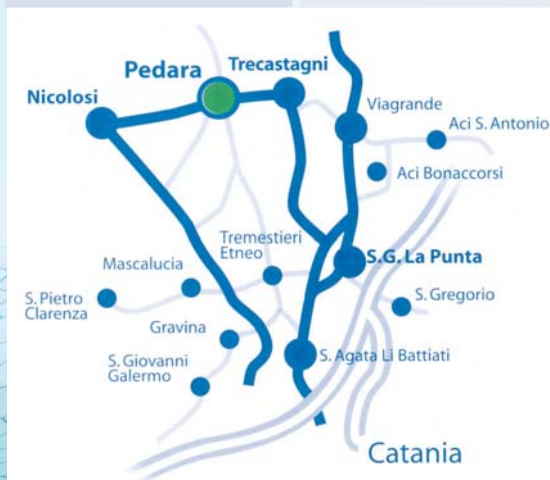 Pedara
Trecastagni
Nicolosi
Viagrande
Aci S. Antonio
Aci Bonaccorsi
Tremestieri
Etneo
S.G. La Punta
Mascalucia
S. Pietro
Clarenza
S. Gregorio
Gravina
S. Giovanni
Galermo
S. Agata Li Battiati
Catania